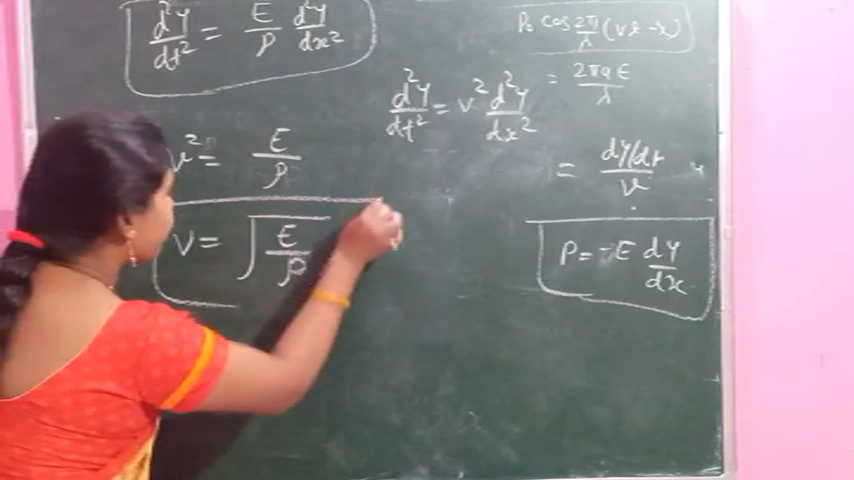 d²y/dt² = E/ρ d²y/dx²
v² = E/ρ
v = √E/ρ
d²y/dt² = v² d²y/dx²
P₀ cos 2π/λ (vt - x)
= 2πaE/λ
= dy/dt/v
P = -E dy/dx